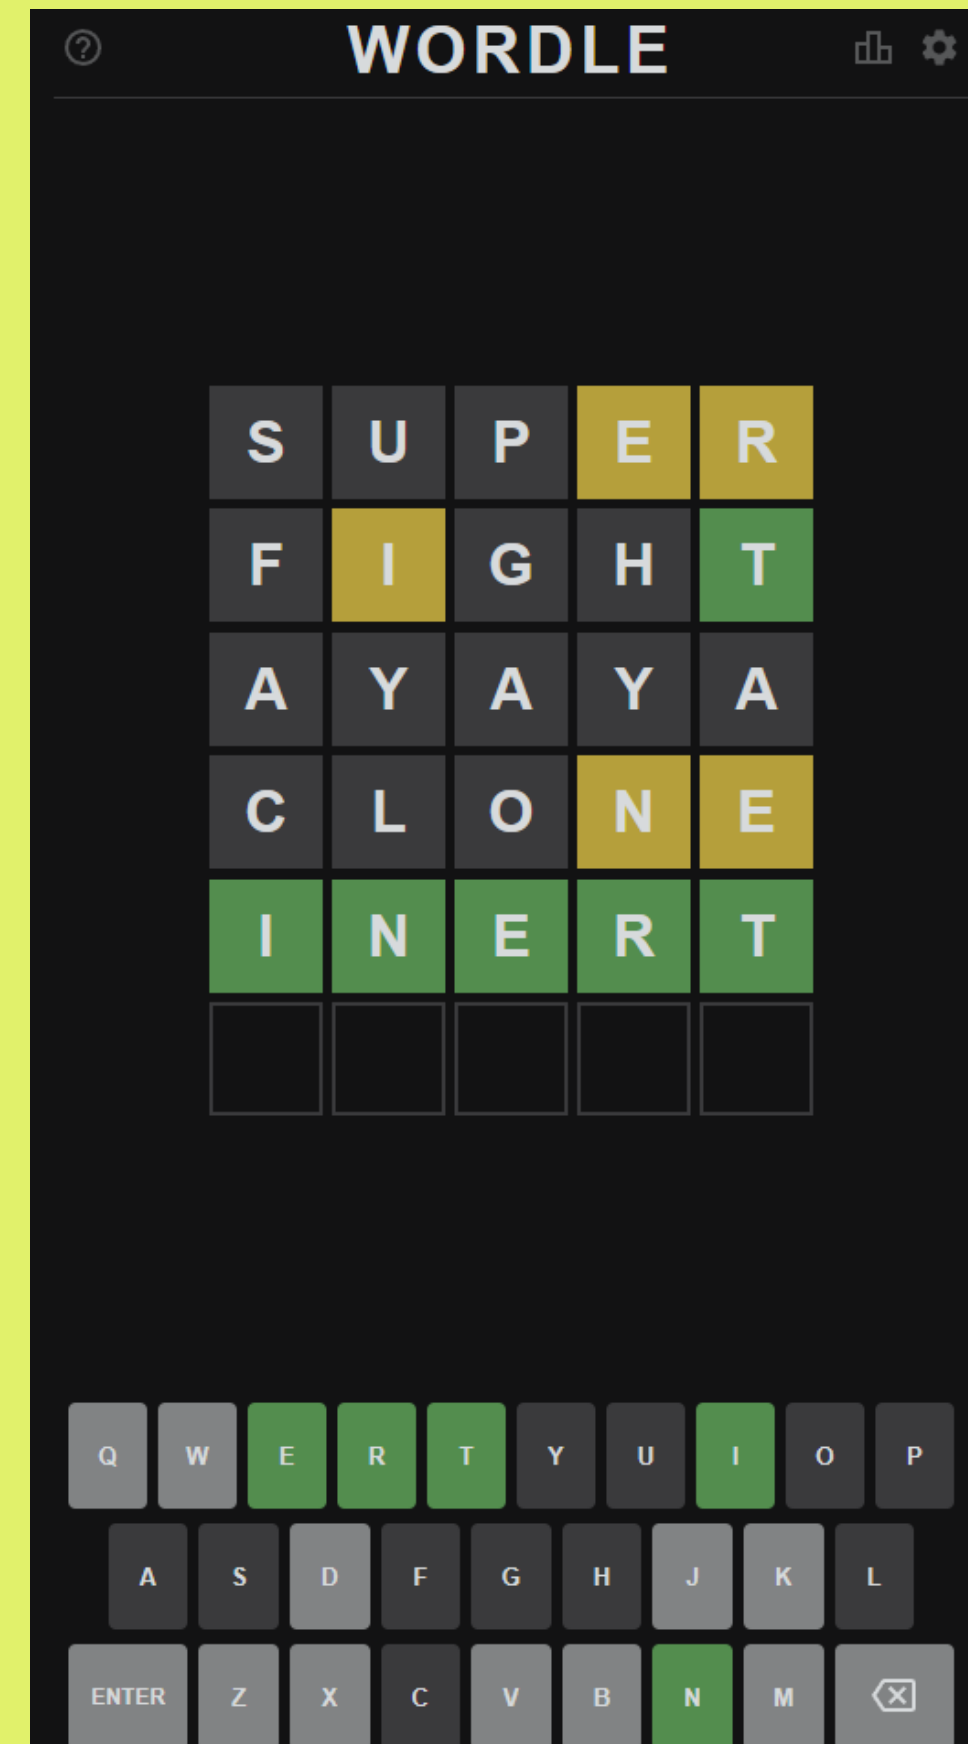 WORDLE
S U P E R
F I G H T
A Y A Y A
C L O N E
I N E R T
Q W E R T Y U I O P
A S D F G H J K L
ENTER Z X C V B N M